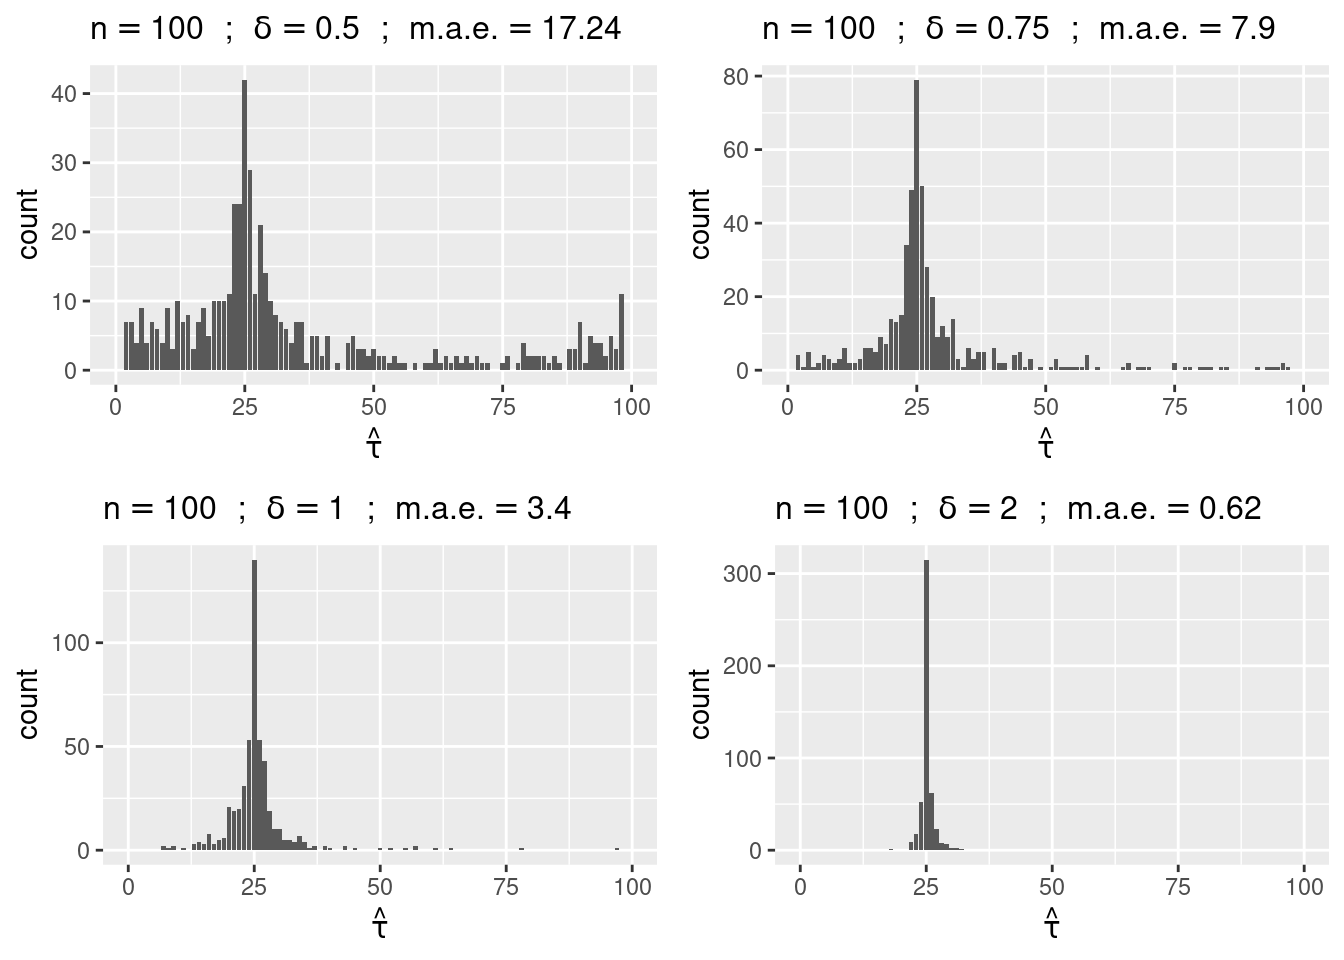 n = 100 ; δ = 0.5 ; m.a.e. = 17.24
count
40
30
20
10
0
0 25 50 75 100
τ̂
n = 100 ; δ = 0.75 ; m.a.e. = 7.9
count
80
60
40
20
0
0 25 50 75 100
τ̂
n = 100 ; δ = 1 ; m.a.e. = 3.4
count
100
50
0
0 25 50 75 100
τ̂
n = 100 ; δ = 2 ; m.a.e. = 0.62
count
300
200
100
0
0 25 50 75 100
τ̂